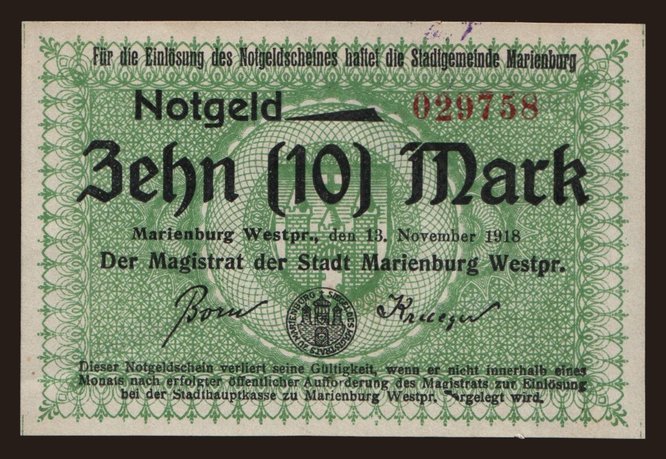 Für die Einlösung des Notgeldscheines haftet die Stadtgemeinde Marienburg
Notgeld 029758
Zehn (10) Mark
Marienburg Westpr., den 13. November 1918
Der Magistrat der Stadt Marienburg Westpr.
Born Krueger
Dieser Notgeldschein verliert seine Gültigkeit, wenn er nicht innerhalb eines
Monats nach erfolgter öffentlicher Aufforderung des Magistrats zur Einlösung
bei der Stadthauptkasse zu Marienburg Westpr. vorgelegt wird.